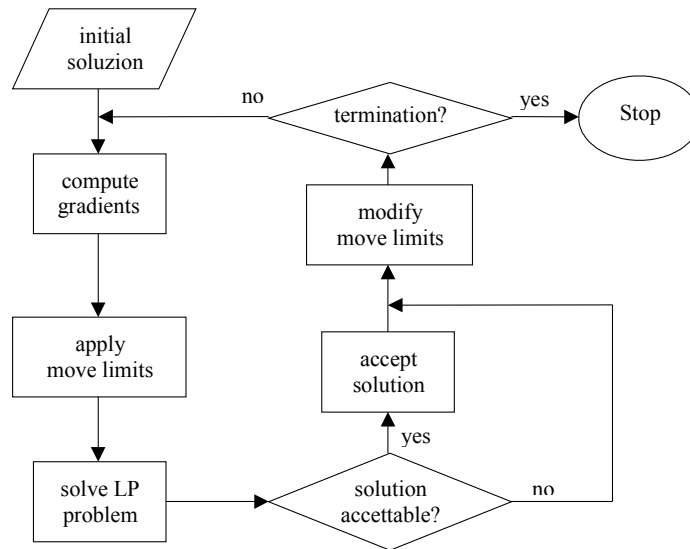 initial
soluzion
no
termination?
yes
Stop
compute
gradients
modify
move limits
apply
move limits
accept
solution
yes
solve LP
problem
solution
accettable?
no